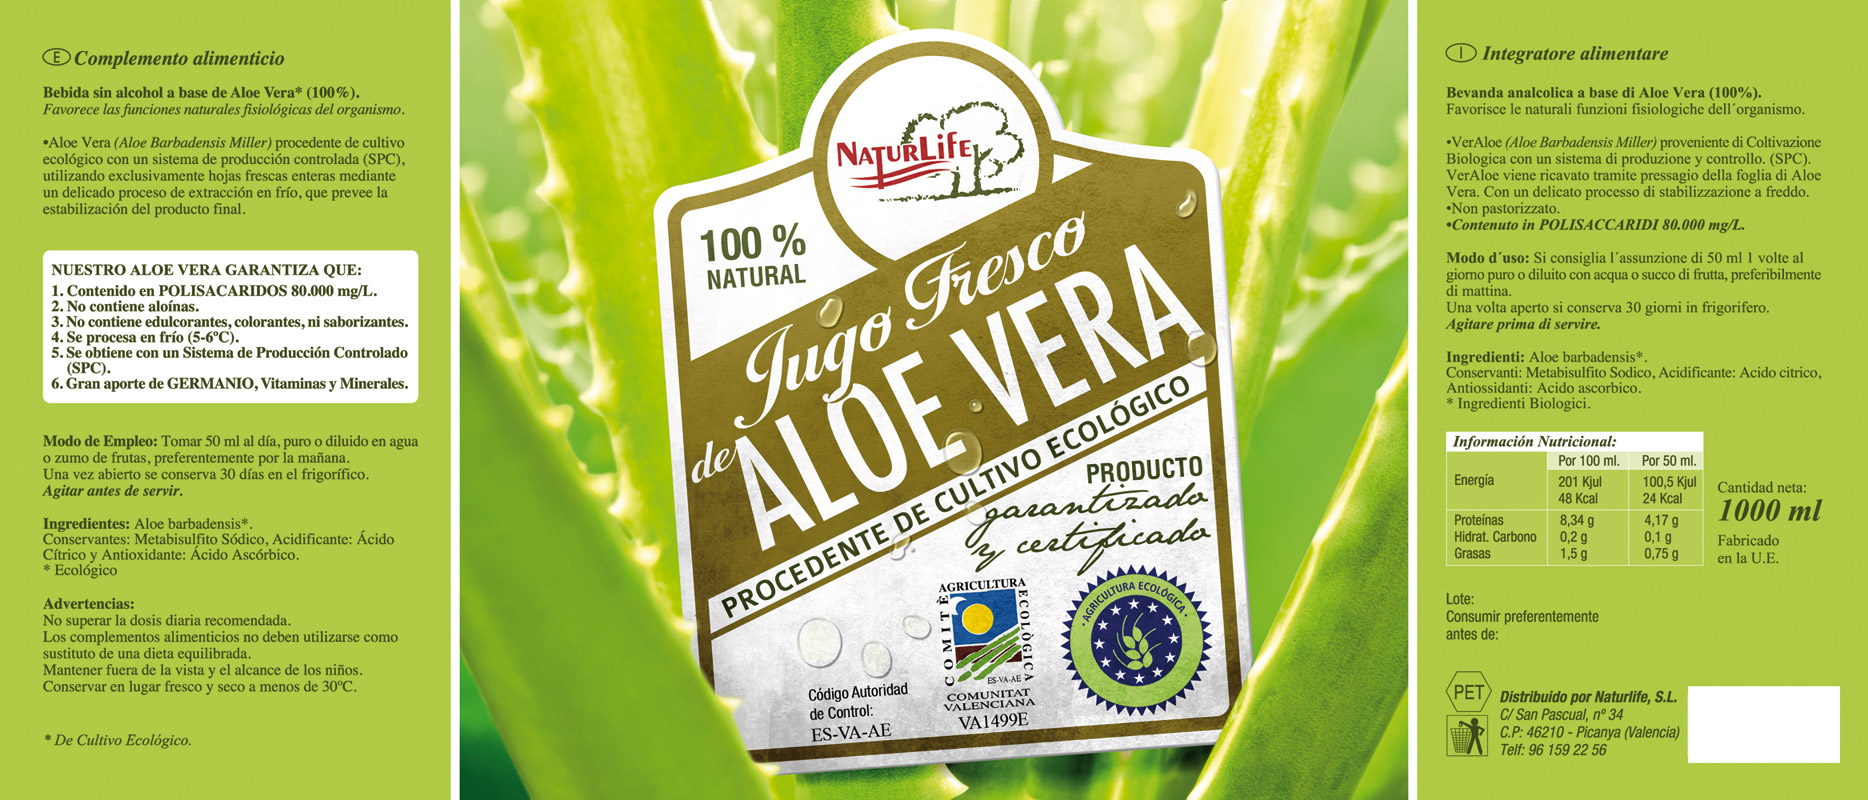 E Complemento alimenticio
Bebida sin alcohol a base de Aloe Vera* (100%).
Favorece las funciones naturales fisiológicas del organismo.
•Aloe Vera (Aloe Barbadensis Miller) procedente de cultivo
ecológico con un sistema de producción controlada (SPC),
utilizando exclusivamente hojas frescas enteras mediante
un delicado proceso de extracción en frío, que prevee la
estabilización del producto final.
NUESTRO ALOE VERA GARANTIZA QUE:
1. Contenido en POLISACARIDOS 80.000 mg/L.
2. No contiene aloínas.
3. No contiene edulcorantes, colorantes, ni saborizantes.
4. Se procesa en frío (5-6ºC).
5. Se obtiene con un Sistema de Producción Controlado
(SPC).
6. Gran aporte de GERMANIO, Vitaminas y Minerales.
Modo de Empleo: Tomar 50 ml al día, puro o diluido en agua
o zumo de frutas, preferentemente por la mañana.
Una vez abierto se conserva 30 días en el frigorífico.
Agitar antes de servir.
Ingredientes: Aloe barbadensis*.
Conservantes: Metabisulfito Sódico, Acidificante: Ácido
Cítrico y Antioxidante: Ácido Ascórbico.
* Ecológico
Advertencias:
No superar la dosis diaria recomendada.
Los complementos alimenticios no deben utilizarse como
sustituto de una dieta equilibrada.
Mantener fuera de la vista y el alcance de los niños.
Conservar en lugar fresco y seco a menos de 30ºC.
* De Cultivo Ecológico.
NATURLIFE
100 %
NATURAL
Jugo Fresco
de ALOE VERA
PROCEDENTE DE CULTIVO ECOLÓGICO
PRODUCTO
garantizado
y certificado
COMITÈ AGRICULTURA ECOLÒGICA
ES-VA-AE
COMUNITAT
VALENCIANA
VA1499E
· AGRICULTURA ECOLÓGICA ·
Código Autoridad
de Control:
ES-VA-AE
I Integratore alimentare
Bevanda analcolica a base di Aloe Vera (100%).
Favorisce le naturali funzioni fisiologiche dell´organismo.
•VerAloe (Aloe Barbadensis Miller) proveniente di Coltivazione
Biologica con un sistema di produzione y controllo. (SPC).
VerAloe viene ricavato tramite pressagio della foglia di Aloe
Vera. Con un delicato processo di stabilizzazione a freddo.
•Non pastorizzato.
•Contenuto in POLISACCARIDI 80.000 mg/L.
Modo d´uso: Si consiglia l´assunzione di 50 ml 1 volte al
giorno puro o diluito con acqua o succo di frutta, preferibilmente
di mattina.
Una volta aperto si conserva 30 giorni in frigorifero.
Agitare prima di servire.
Ingredienti: Aloe barbadensis*.
Conservanti: Metabisulfito Sodico, Acidificante: Acido citrico,
Antiossidanti: Acido ascorbico.
* Ingredienti Biologici.
Información Nutricional:
Por 100 ml. Por 50 ml.
Energía 201 Kjul 100,5 Kjul
48 Kcal 24 Kcal
Proteínas 8,34 g 4,17 g
Hidrat. Carbono 0,2 g 0,1 g
Grasas 1,5 g 0,75 g
Cantidad neta:
1000 ml
Fabricado
en la U.E.
Lote:
Consumir preferentemente
antes de:
PET
Distribuido por Naturlife, S.L.
C/ San Pascual, nº 34
C.P: 46210 - Picanya (Valencia)
Telf: 96 159 22 56